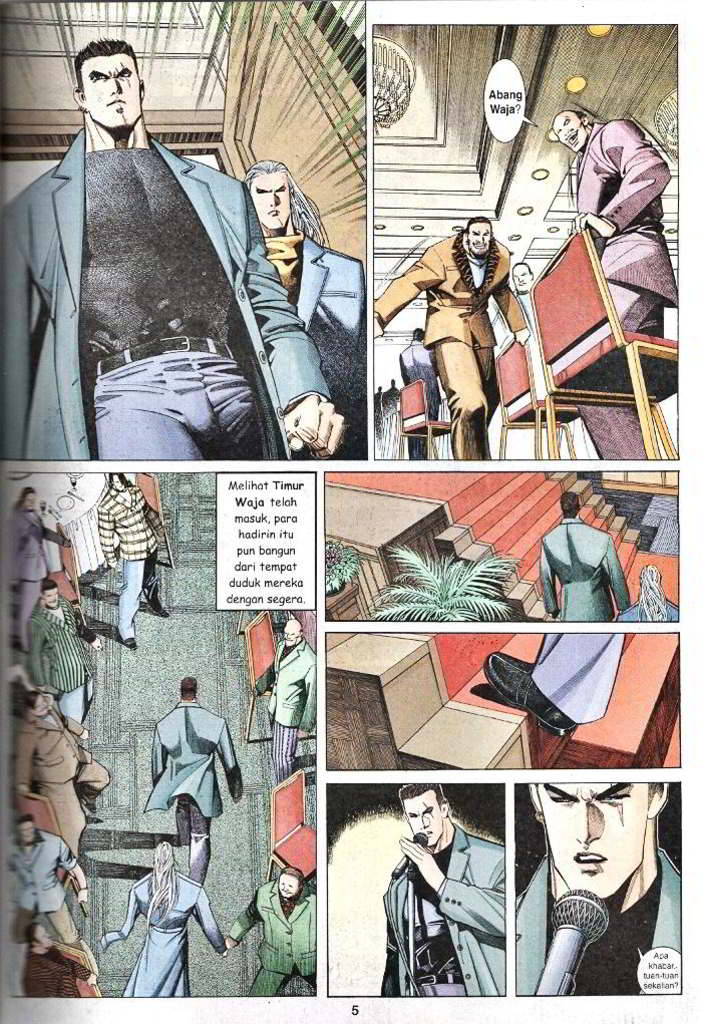 Abang
Waja?
Melihat Timur
Waja telah
masuk, para
hadirin itu
pun bangun
dari tempat
duduk mereka
dengan segera.
Apa
khabar,
tuan-tuan
sekelian?
5